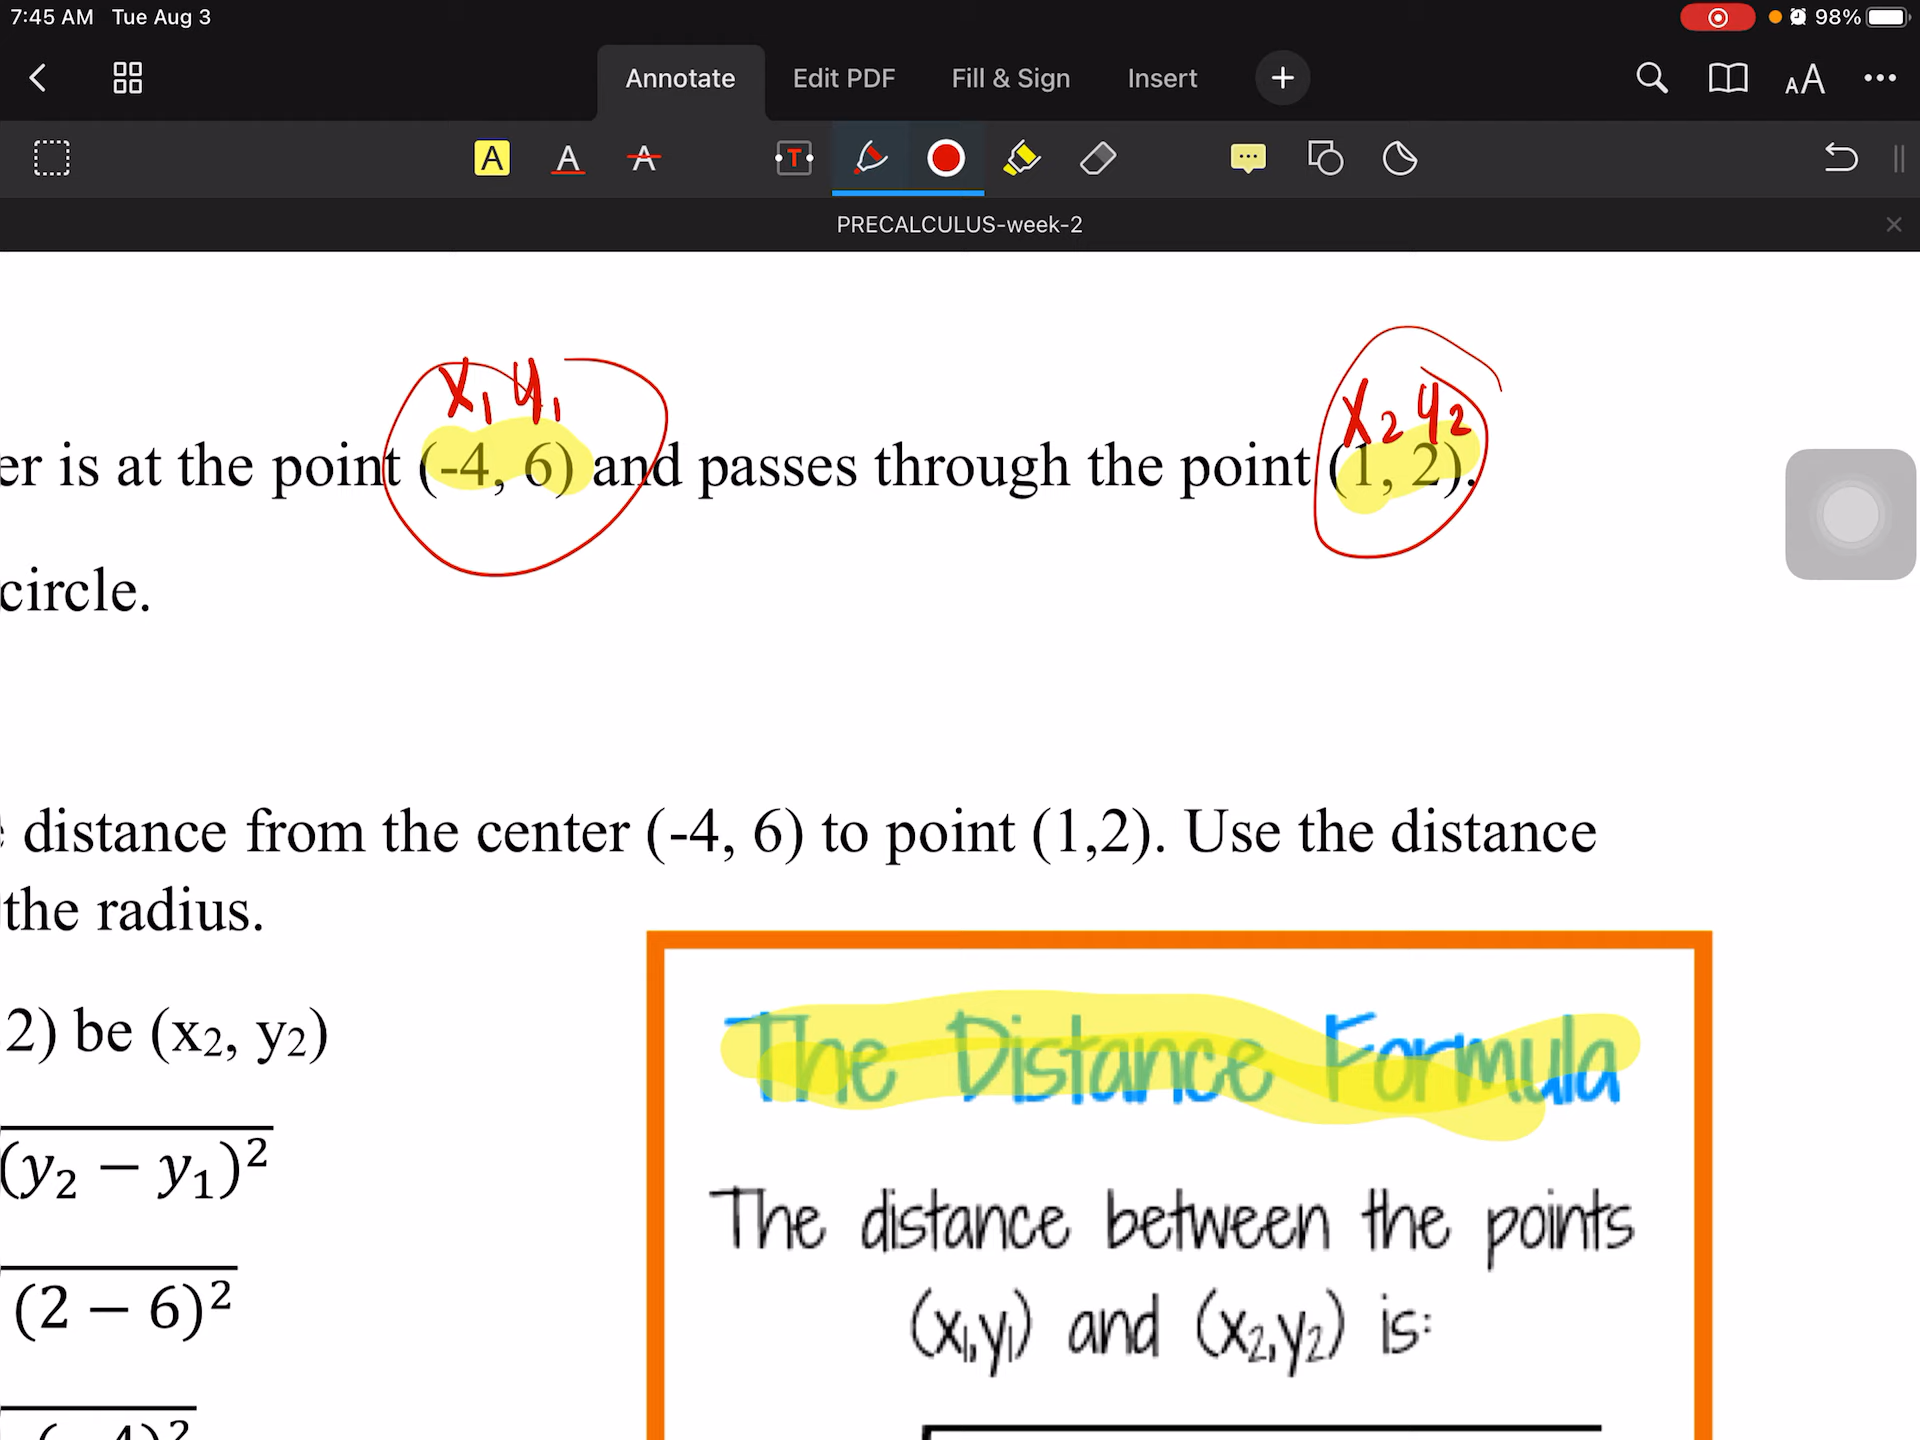 7:45 AM Tue Aug 3
98%
Annotate Edit PDF Fill & Sign Insert
AA
A A A T
PRECALCULUS-week-2
x₁ y₁ x₂ y₂
er is at the point (-4, 6) and passes through the point (1, 2).
circle.
distance from the center (-4, 6) to point (1,2). Use the distance
the radius.
2) be (x₂, y₂)
(y₂ − y₁)²
(2 − 6)²
(−4)²
The Distance Formula
The distance between the points
(x₁,y₁) and (x₂,y₂) is: